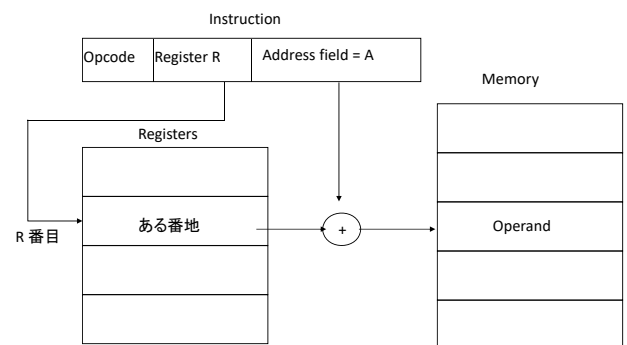 Instruction
Opcode
Register R
Address field = A
Memory
Registers
R 番目
ある番地
+
Operand